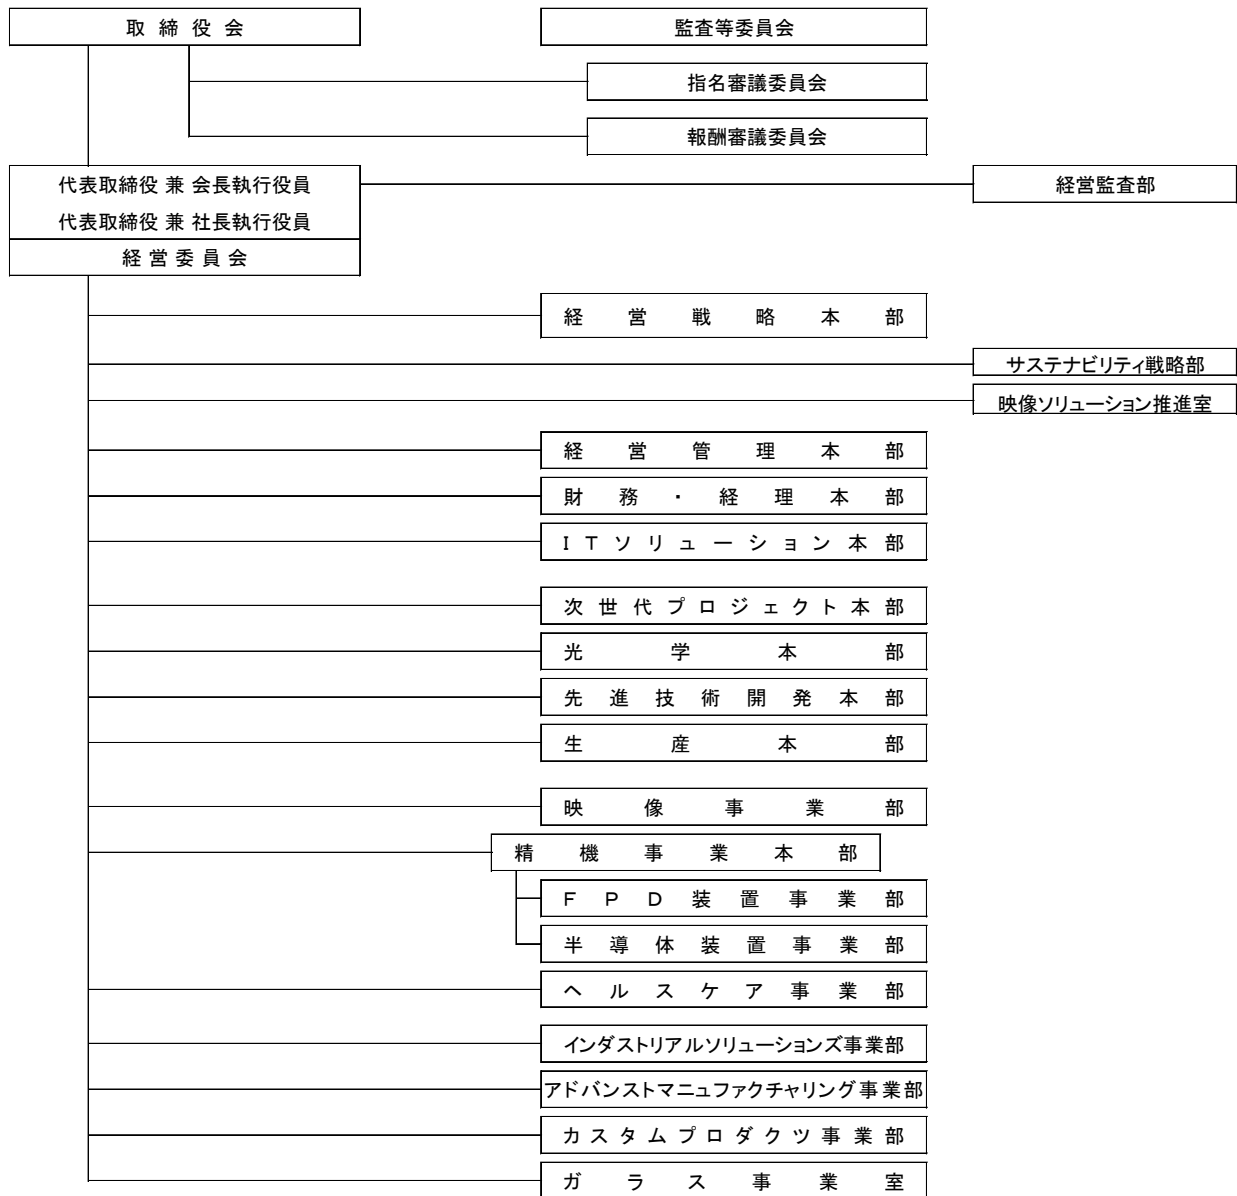 取締役会
監査等委員会
指名審議委員会
報酬審議委員会
代表取締役 兼 会長執行役員
経営監査部
代表取締役 兼 社長執行役員
経営委員会
経営戦略本部
サステナビリティ戦略部
映像ソリューション推進室
経営管理本部
財務・経理本部
ITソリューション本部
次世代プロジェクト本部
光学本部
先進技術開発本部
生産本部
映像事業部
精機事業本部
FPD装置事業部
半導体装置事業部
ヘルスケア事業部
インダストリアルソリューションズ事業部
アドバンストマニュファクチャリング事業部
カスタムプロダクツ事業部
ガラス事業室